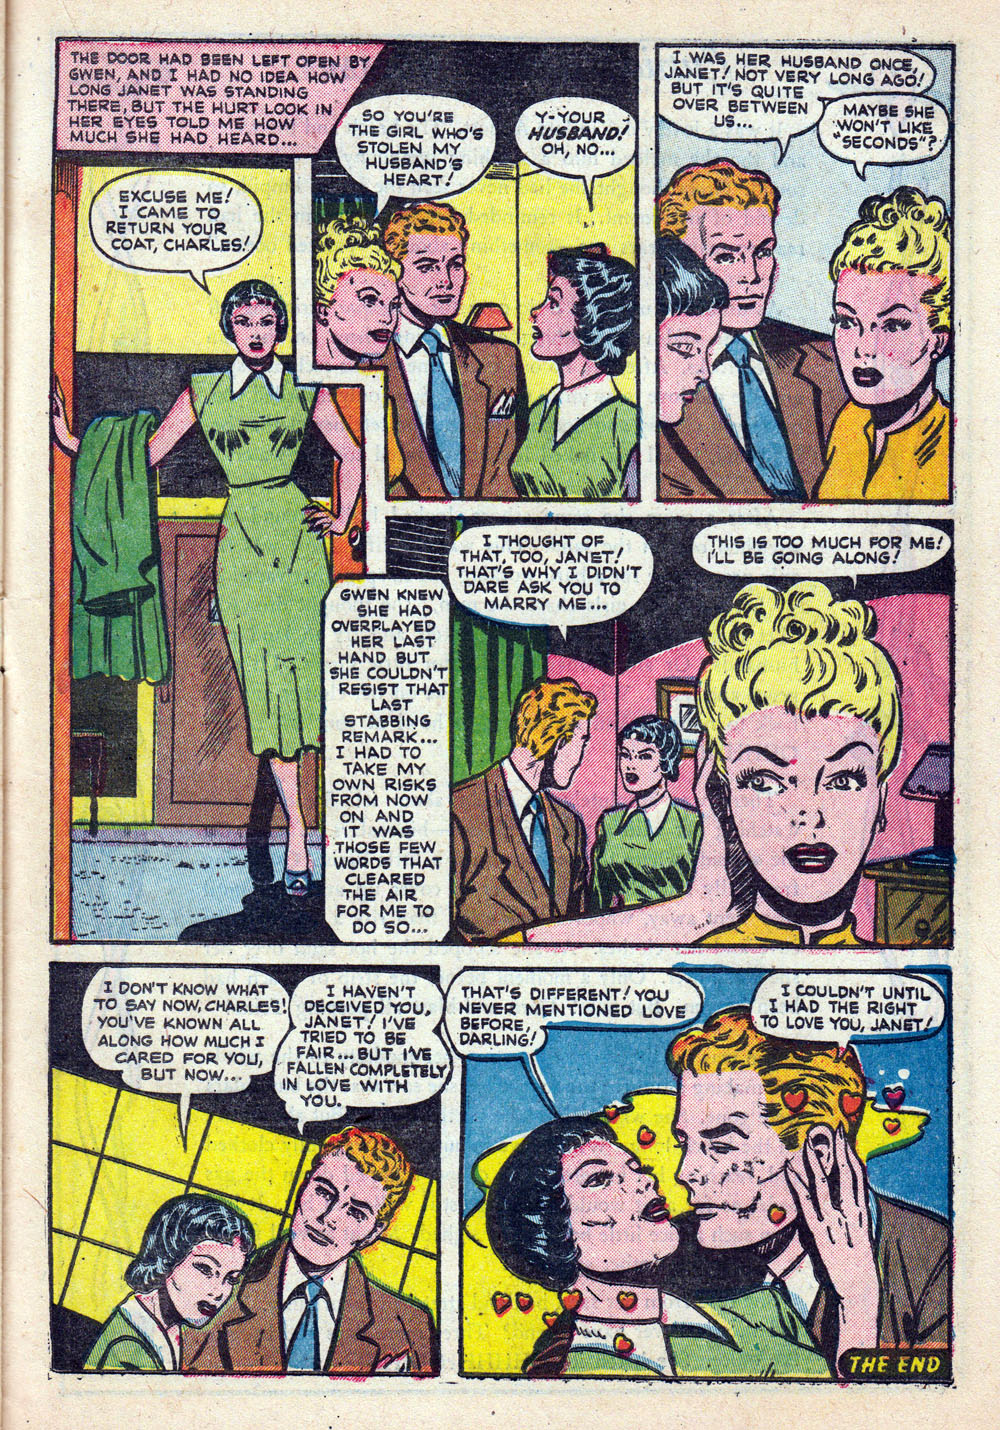 THE DOOR HAD BEEN LEFT OPEN BY
GWEN, AND I HAD NO IDEA HOW
LONG JANET WAS STANDING
THERE, BUT THE HURT LOOK IN
HER EYES TOLD ME HOW
MUCH SHE HAD HEARD...
EXCUSE ME!
I CAME TO
RETURN YOUR
COAT, CHARLES!
SO YOU'RE
THE GIRL WHO'S
STOLEN MY
HUSBAND'S
HEART!
Y-YOUR
HUSBAND!
OH, NO...
I WAS HER HUSBAND ONCE,
JANET! NOT VERY LONG AGO!
BUT IT'S QUITE
OVER BETWEEN
US...
MAYBE SHE
WON'T LIKE
"SECONDS"?
GWEN KNEW
SHE HAD
OVERPLAYED
HER LAST
HAND BUT
SHE COULDN'T
RESIST THAT
LAST
STABBING
REMARK...
I HAD TO
TAKE MY
OWN RISKS
FROM NOW
ON AND
IT WAS
THOSE FEW
WORDS THAT
CLEARED
THE AIR
FOR ME TO
DO SO...
I THOUGHT OF
THAT, TOO, JANET!
THAT'S WHY I DIDN'T
DARE ASK YOU TO
MARRY ME...
THIS IS TOO MUCH FOR ME!
I'LL BE GOING ALONG!
I DON'T KNOW WHAT
TO SAY NOW, CHARLES!
YOU'VE KNOWN ALL
ALONG HOW MUCH I
CARED FOR YOU,
BUT NOW...
I HAVEN'T
DECEIVED YOU,
JANET! I'VE
TRIED TO BE
FAIR... BUT I'VE
FALLEN COMPLETELY
IN LOVE WITH
YOU.
THAT'S DIFFERENT! YOU
NEVER MENTIONED LOVE
BEFORE,
DARLING!
I COULDN'T UNTIL
I HAD THE RIGHT
TO LOVE YOU, JANET!
THE END